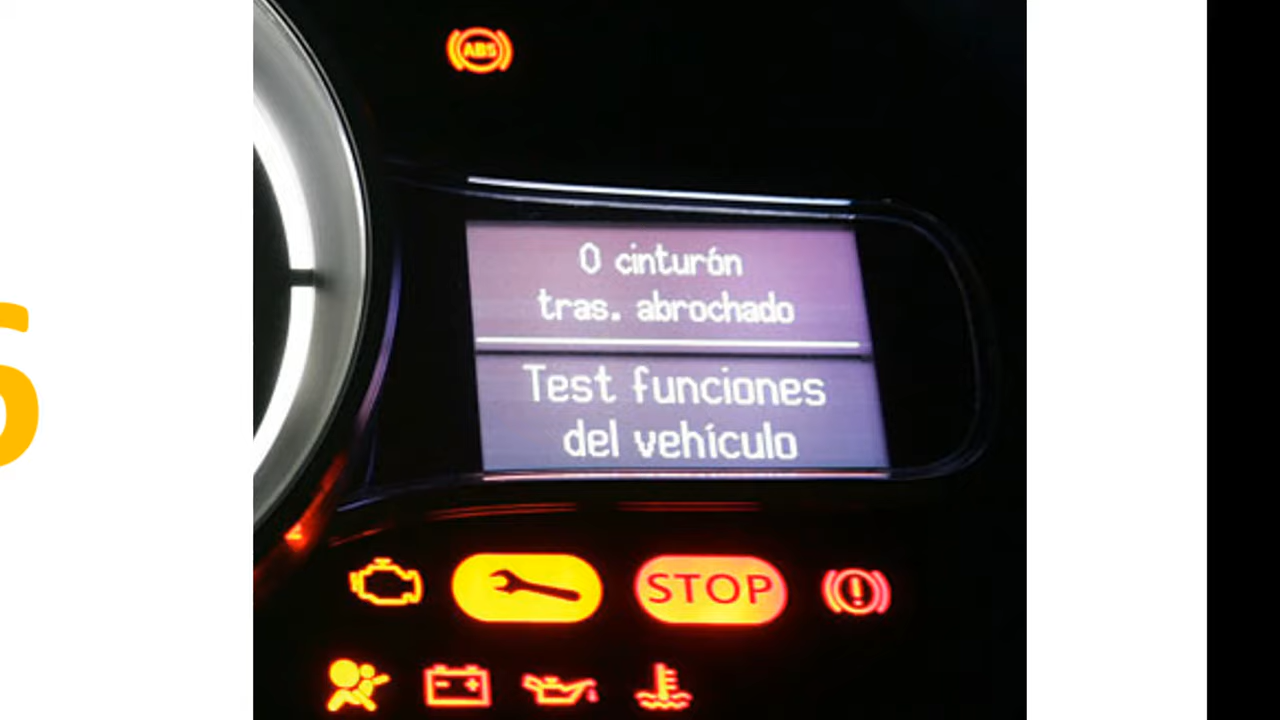 ABS
0 cinturón
tras. abrochado
Test funciones
del vehículo
STOP